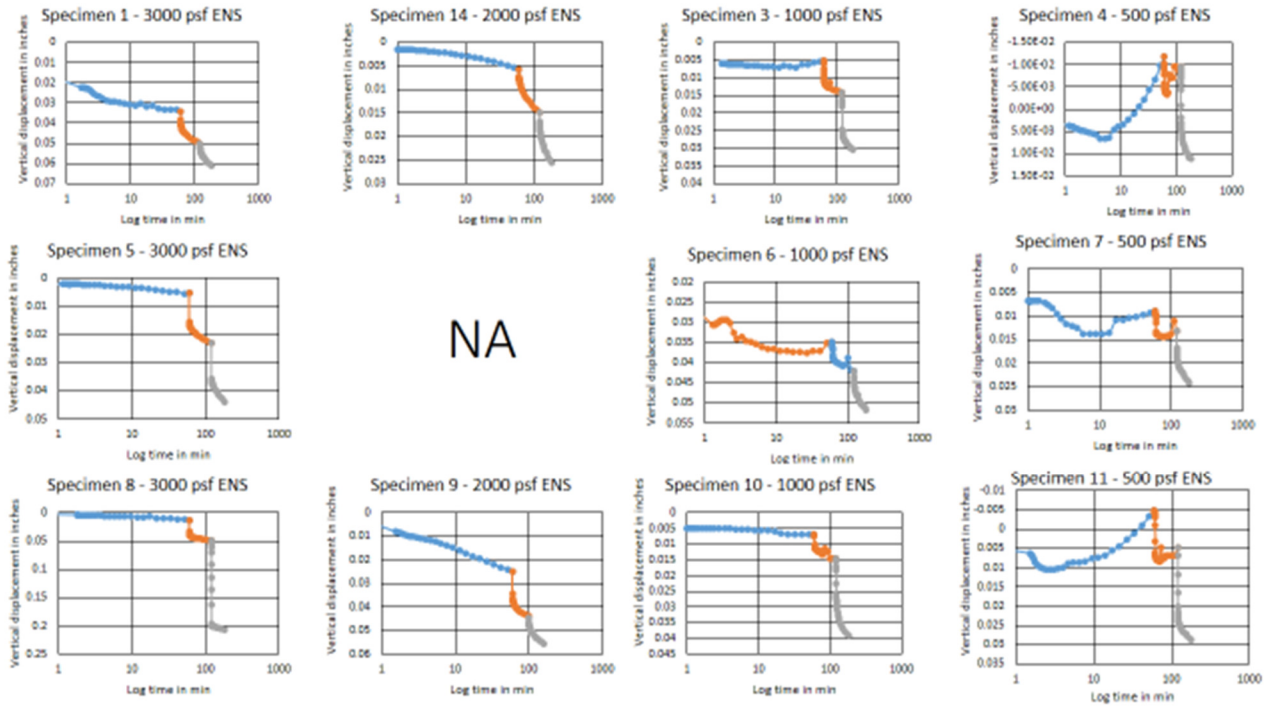 Specimen 1 - 3000 psf ENS
Vertical displacement in inches
0
0.01
0.02
0.03
0.04
0.05
0.06
0.07
1 10 100 1000
Log time in min
Specimen 14 - 2000 psf ENS
Vertical displacement in inches
0
0.005
0.01
0.015
0.02
0.025
0.03
1 10 100 1000
Log time in min
Specimen 3 - 1000 psf ENS
Vertical displacement in inches
0
0.005
0.01
0.015
0.02
0.025
0.03
0.035
0.04
1 10 100 1000
Log time in min
Specimen 4 - 500 psf ENS
Vertical displacement in inches
-1.50E-02
-1.00E-02
-5.00E-03
0.00E+00
5.00E-03
1.00E-02
1.50E-02
1 10 100 1000
Log time in min
Specimen 5 - 3000 psf ENS
Vertical displacement in inches
0
0.01
0.02
0.03
0.04
0.05
1 10 100 1000
Log time in min
NA
Specimen 6 - 1000 psf ENS
Vertical displacement in inches
0.02
0.025
0.03
0.035
0.04
0.045
0.05
0.055
1 10 100 1000
Log time in min
Specimen 7 - 500 psf ENS
Vertical displacement in inches
0
0.005
0.01
0.015
0.02
0.025
0.03
1 10 100 1000
Log time in min
Specimen 8 - 3000 psf ENS
Vertical displacement in inches
0
0.05
0.1
0.15
0.2
0.25
1 10 100 1000
Log time in min
Specimen 9 - 2000 psf ENS
Vertical displacement in inches
0
0.01
0.02
0.03
0.04
0.05
0.06
1 10 100 1000
Log time in min
Specimen 10 - 1000 psf ENS
Vertical displacement in inches
0
0.005
0.01
0.015
0.02
0.025
0.03
0.035
0.04
0.045
1 10 100 1000
Log time in min
Specimen 11 - 500 psf ENS
Vertical displacement in inches
-0.01
-0.005
0
0.005
0.01
0.015
0.02
0.025
0.03
0.035
1 10 100 1000
Log time in min